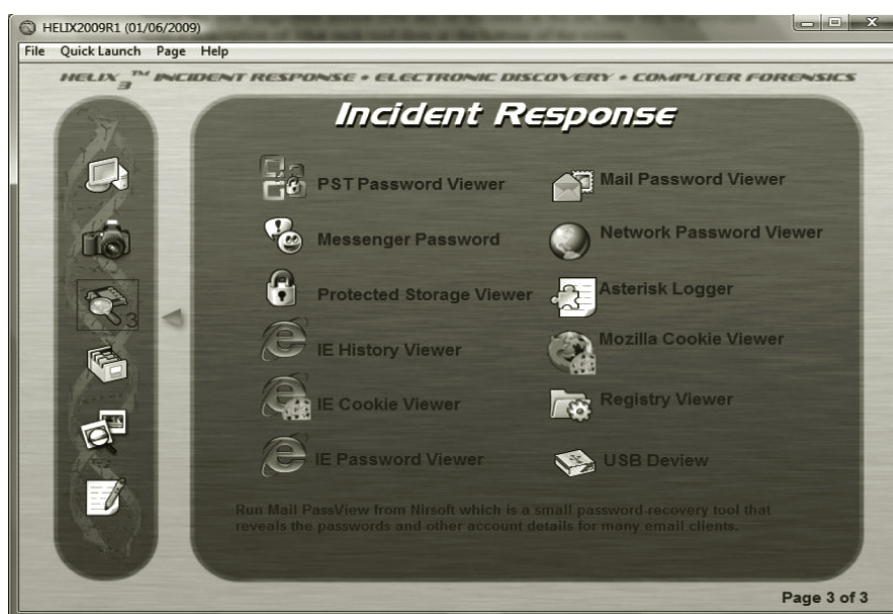 HELIX2009R1 (01/06/2009)
File Quick Launch Page Help
HELIX3™ INCIDENT RESPONSE • ELECTRONIC DISCOVERY • COMPUTER FORENSICS
Incident Response
PST Password Viewer
Mail Password Viewer
Messenger Password
Network Password Viewer
Protected Storage Viewer
Asterisk Logger
IE History Viewer
Mozilla Cookie Viewer
IE Cookie Viewer
Registry Viewer
IE Password Viewer
USB Deview
3
Run Mail PassView from Nirsoft which is a small password-recovery tool that
reveals the passwords and other account details for many email clients.
Page 3 of 3